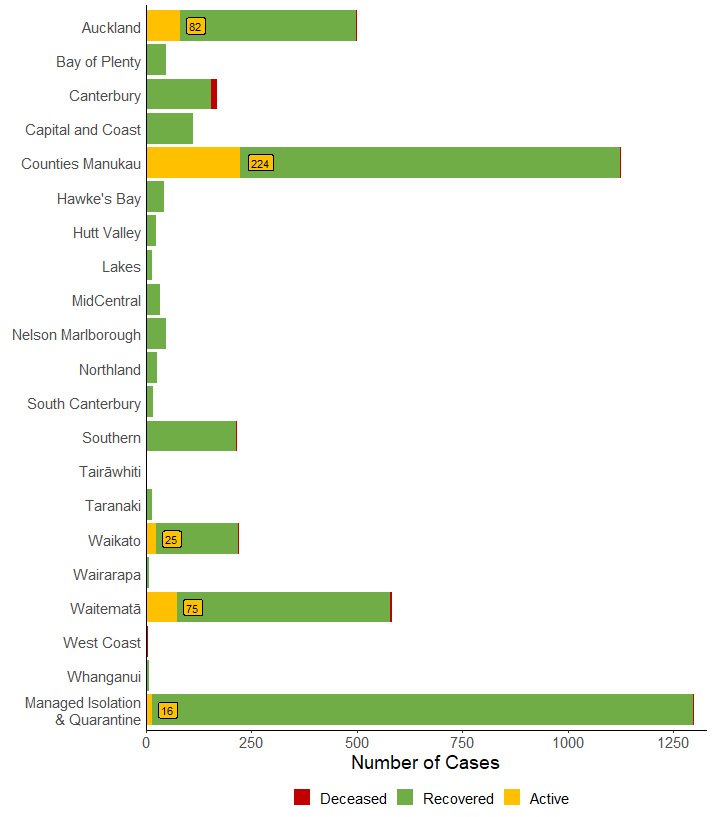 Auckland
82
Bay of Plenty
Canterbury
Capital and Coast
Counties Manukau
224
Hawke's Bay
Hutt Valley
Lakes
MidCentral
Nelson Marlborough
Northland
South Canterbury
Southern
Tairāwhiti
Taranaki
Waikato
25
Wairarapa
Waitematā
75
West Coast
Whanganui
Managed Isolation
& Quarantine
16
0 250 500 750 1000 1250
Number of Cases
Deceased Recovered Active